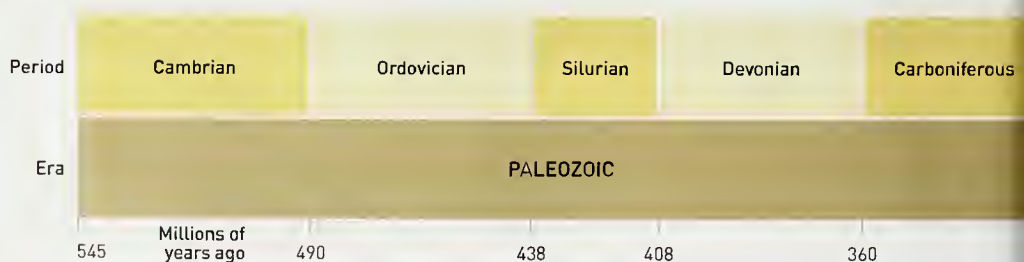 Period Cambrian Ordovician Silurian Devonian Carboniferous
Era PALEOZOIC
Millions of
years ago
545 490 438 408 360